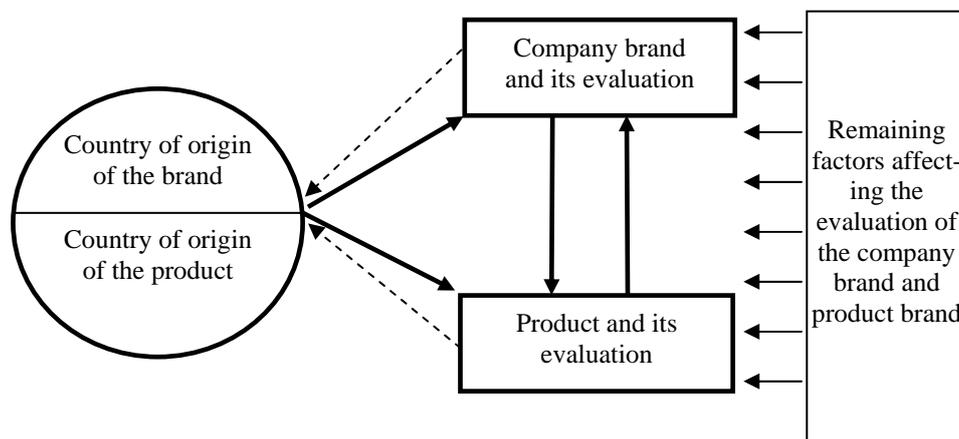 Company brand
and its evaluation
Country of origin
of the brand
Country of origin
of the product
Product and its
evaluation
Remaining
factors affect-
ing the
evaluation of
the company
brand and
product brand